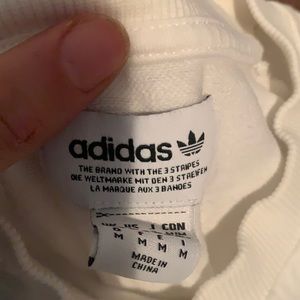 adidas
THE BRAND WITH THE 3 STRIPES
DIE WELTMARKE MIT DEN 3 STREIFEN
LA MARQUE AUX 3 BANDES
J CDN
D F I
M M M M
MADE IN
CHINA